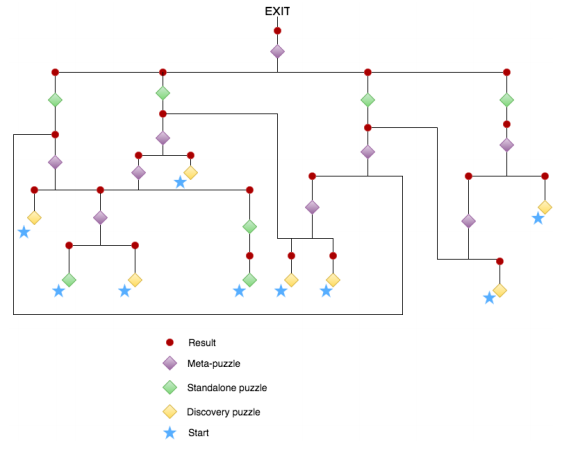 EXIT
Result
Meta-puzzle
Standalone puzzle
Discovery puzzle
Start